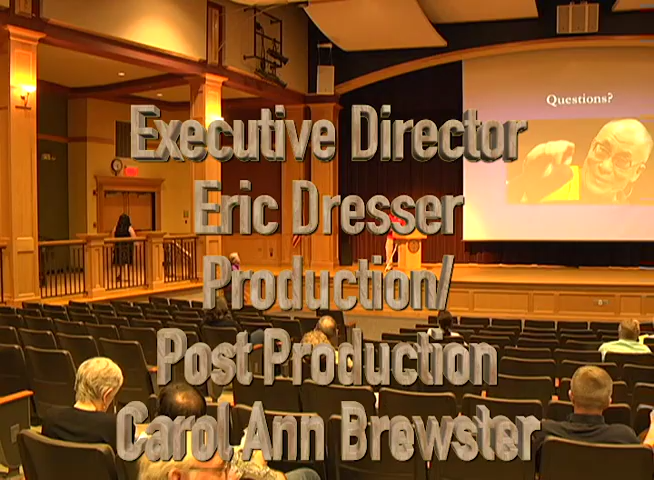 Questions?
Executive Director
Eric Dresser
Production/
Post Production
Carol Ann Brewster